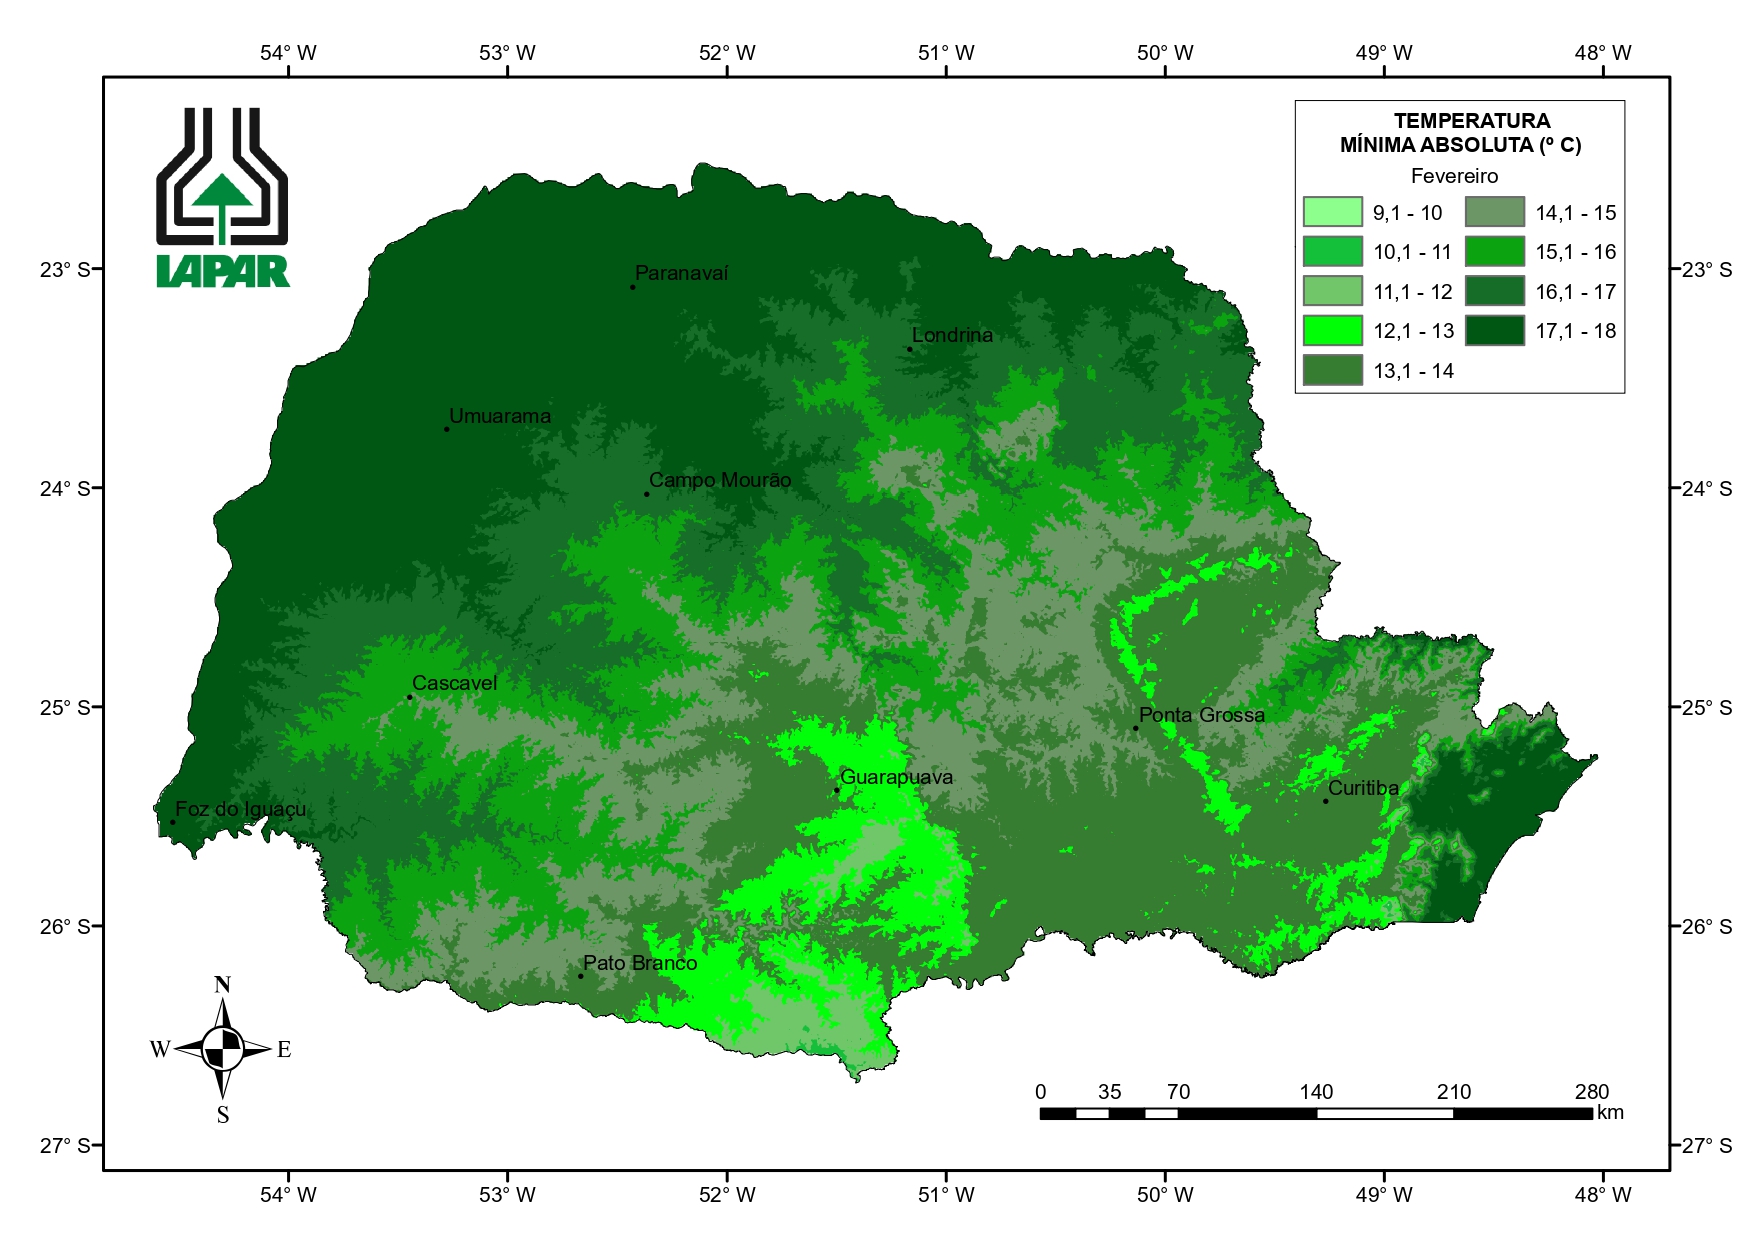 54° W 53° W 52° W 51° W 50° W 49° W 48° W
IAPAR
TEMPERATURA
MÍNIMA ABSOLUTA (º C)
Fevereiro
9,1 - 10 14,1 - 15
10,1 - 11 15,1 - 16
11,1 - 12 16,1 - 17
12,1 - 13 17,1 - 18
13,1 - 14
23° S 23° S
Paranavaí
Londrina
Umuarama
Campo Mourão
24° S 24° S
Cascavel
25° S 25° S
Ponta Grossa
Guarapuava
Curitiba
Foz do Iguaçu
26° S 26° S
Pato Branco
N
W E
S
0 35 70 140 210 280
km
27° S 27° S
54° W 53° W 52° W 51° W 50° W 49° W 48° W